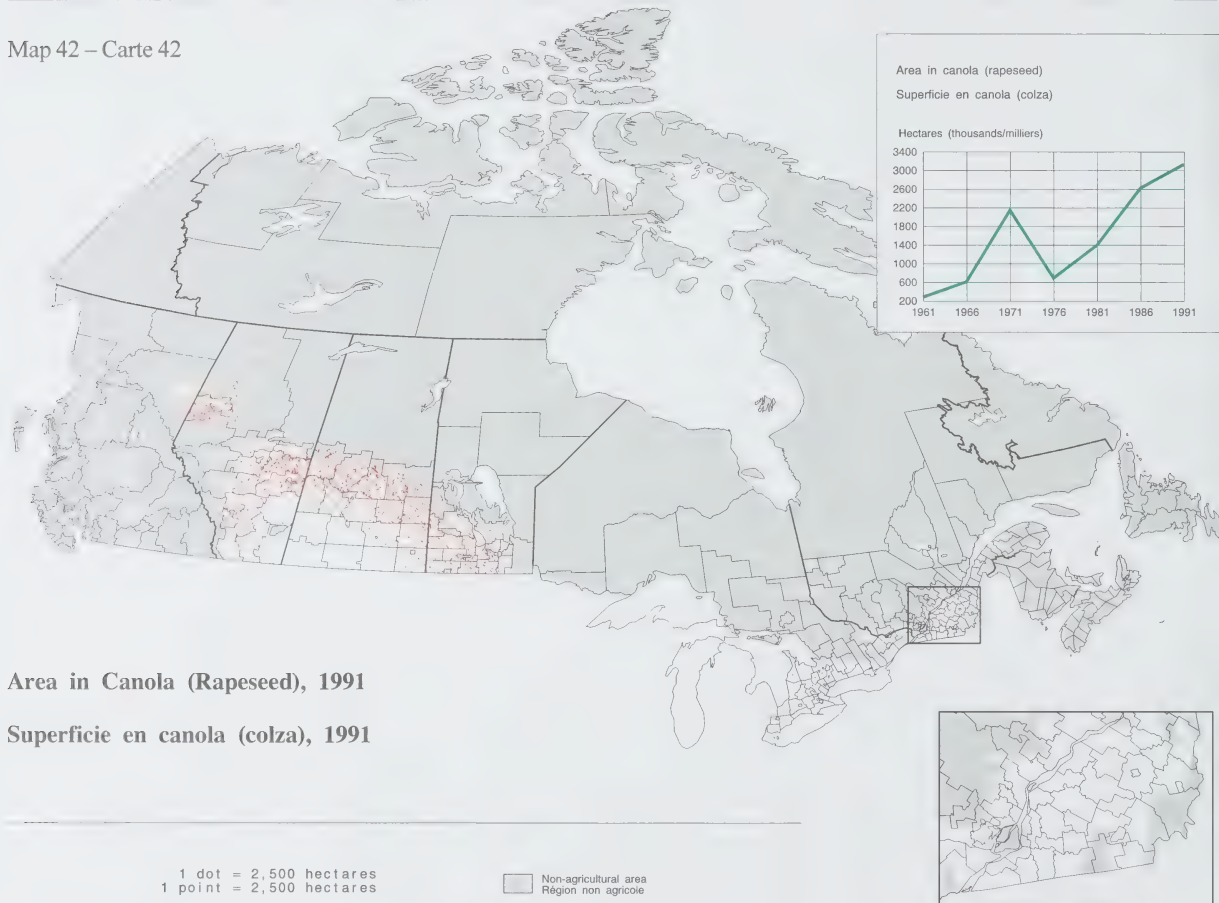 Map 42 – Carte 42
Area in canola (rapeseed)
Superficie en canola (colza)
Hectares (thousands/milliers)
3400
3000
2600
2200
1800
1400
1000
600
200
1961 1966 1971 1976 1981 1986 1991
Area in Canola (Rapeseed), 1991
Superficie en canola (colza), 1991
1 dot = 2,500 hectares
1 point = 2,500 hectares
Non-agricultural area
Région non agricole